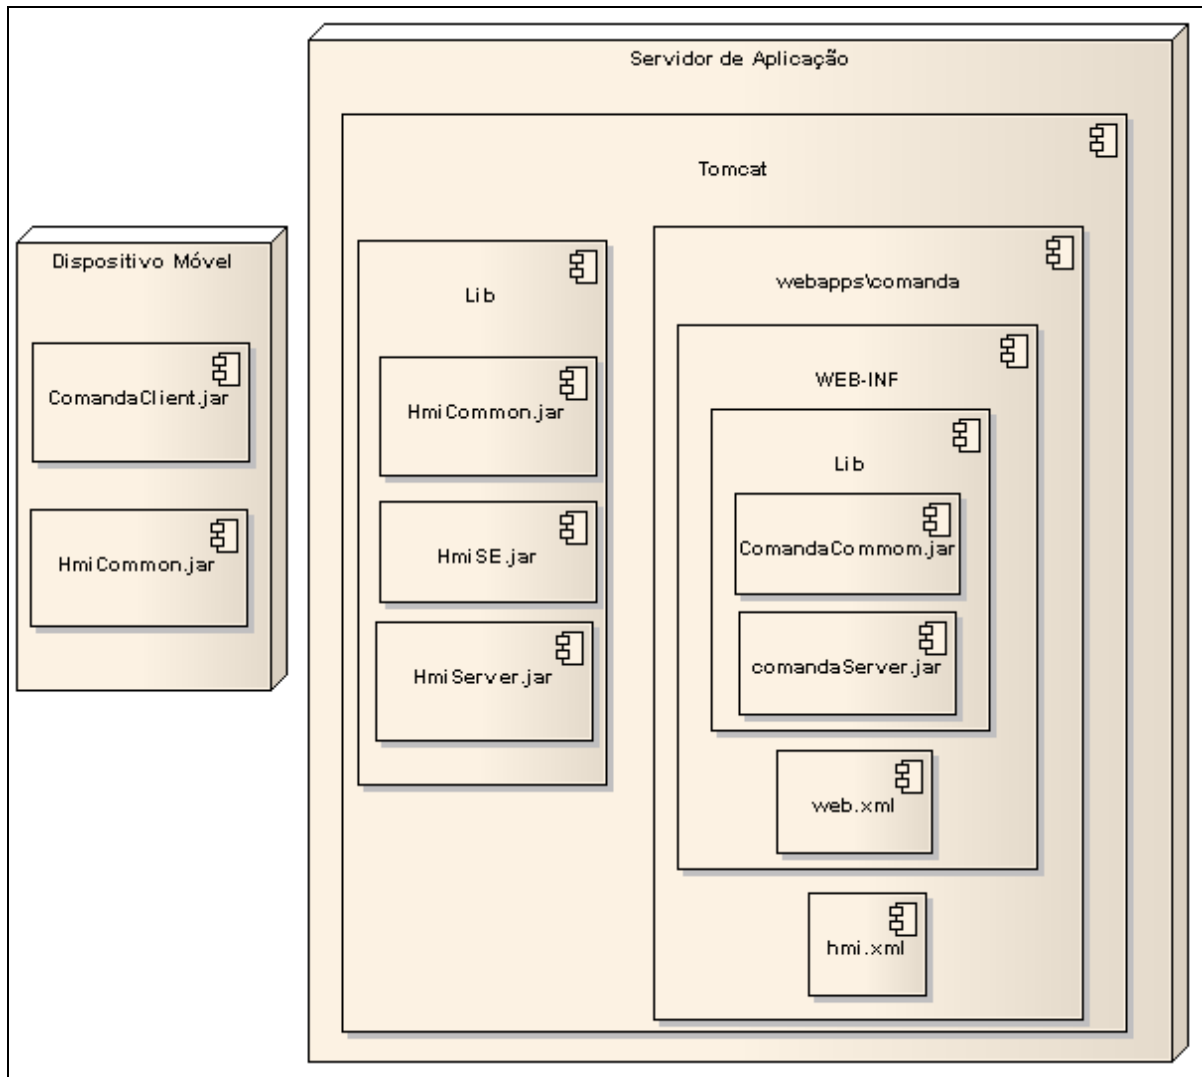 Servidor de Aplicação
Tomcat
Dispositivo Móvel
ComandaClient.jar
HmiCommon.jar
Lib
HmiCommon.jar
HmiSE.jar
HmiServer.jar
webapps\comanda
WEB-INF
Lib
ComandaCommom.jar
comandaServer.jar
web.xml
hmi.xml